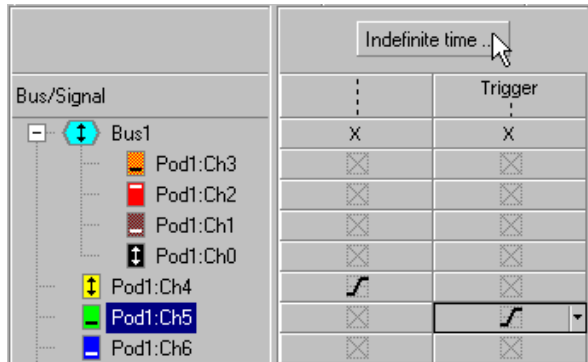 Indefinite time ...
Bus/Signal
Trigger
Bus1 X X
Pod1:Ch3
Pod1:Ch2
Pod1:Ch1
Pod1:Ch0
Pod1:Ch4
Pod1:Ch5
Pod1:Ch6